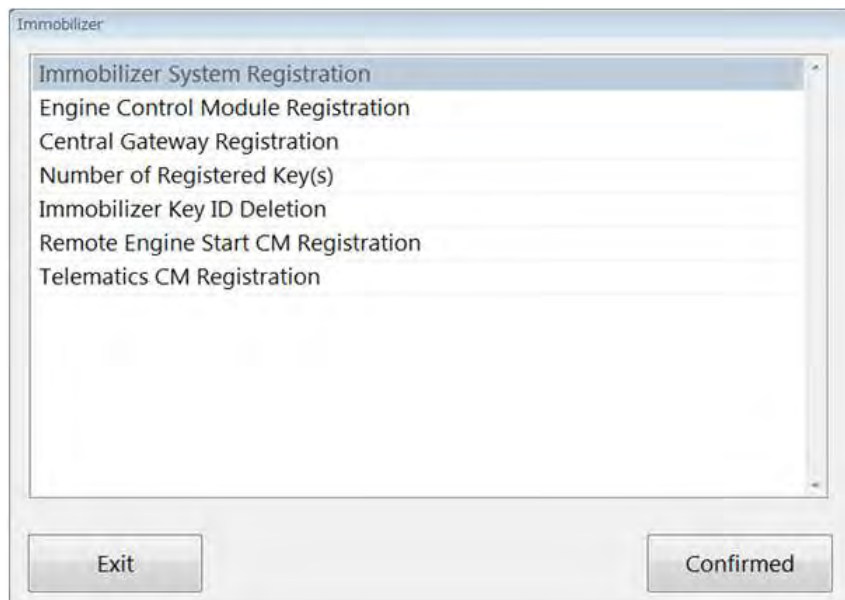 Immobilizer
Immobilizer System Registration
Engine Control Module Registration
Central Gateway Registration
Number of Registered Key(s)
Immobilizer Key ID Deletion
Remote Engine Start CM Registration
Telematics CM Registration
Exit
Confirmed